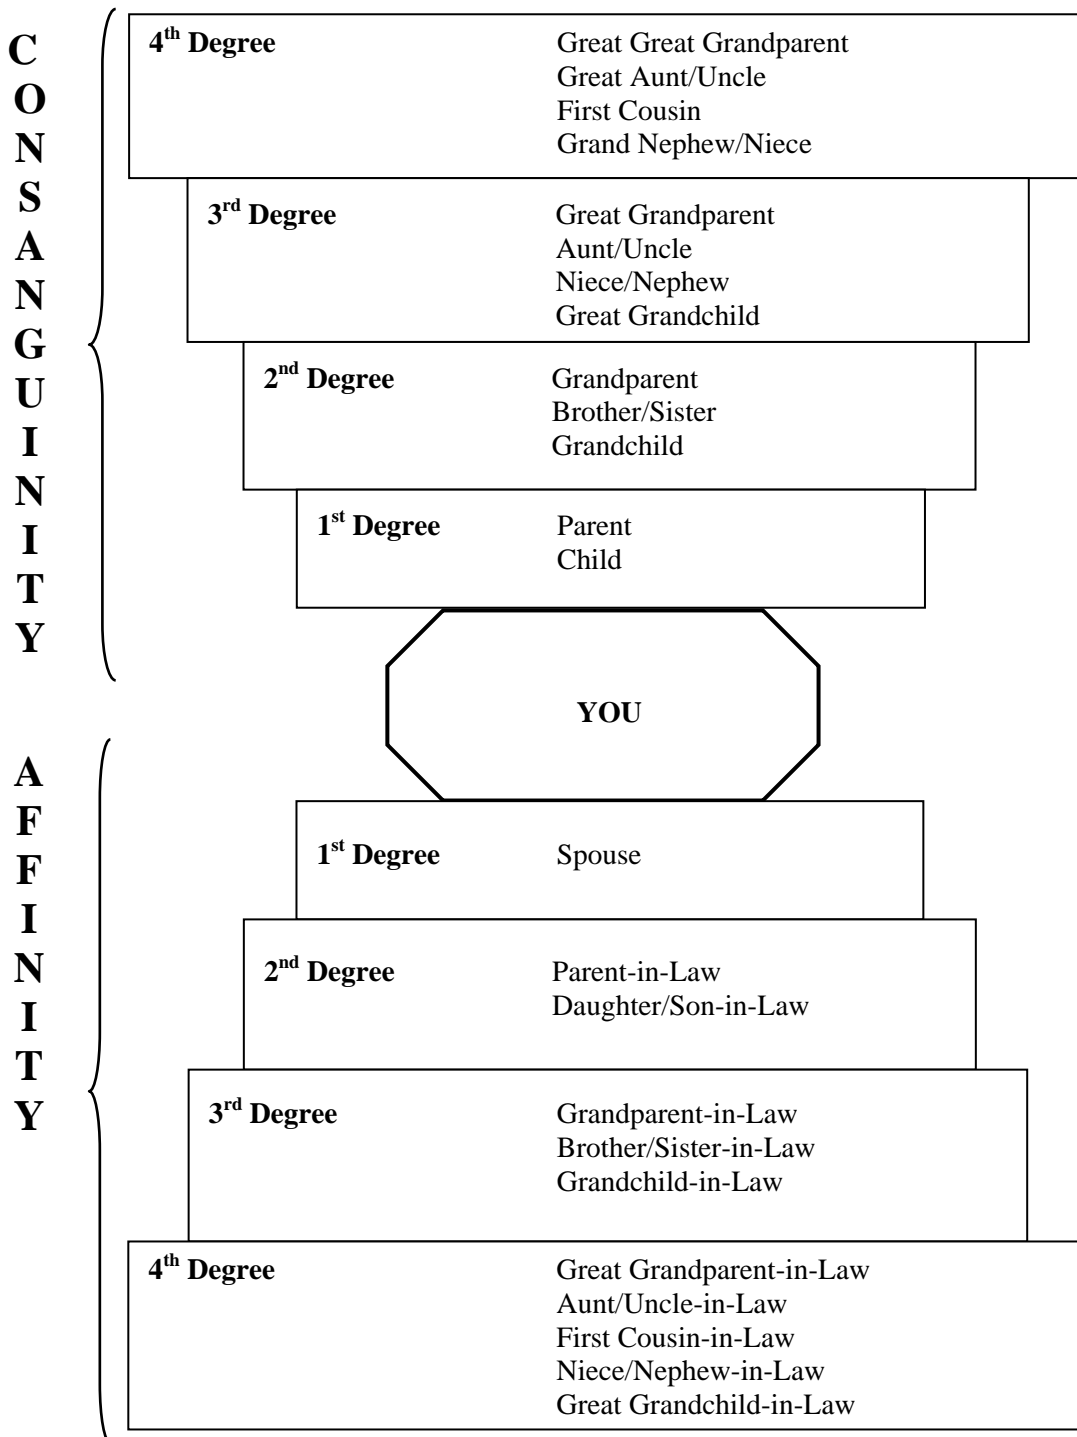 CONSANGUINITY
4th Degree Great Great Grandparent
Great Aunt/Uncle
First Cousin
Grand Nephew/Niece
3rd Degree Great Grandparent
Aunt/Uncle
Niece/Nephew
Great Grandchild
2nd Degree Grandparent
Brother/Sister
Grandchild
1st Degree Parent
Child
YOU
AFFINITY
1st Degree Spouse
2nd Degree Parent-in-Law
Daughter/Son-in-Law
3rd Degree Grandparent-in-Law
Brother/Sister-in-Law
Grandchild-in-Law
4th Degree Great Grandparent-in-Law
Aunt/Uncle-in-Law
First Cousin-in-Law
Niece/Nephew-in-Law
Great Grandchild-in-Law